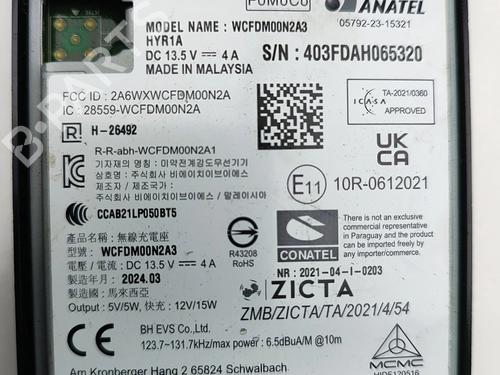 ANATEL
05792-23-15321
MODEL NAME : WCFDM00N2A3
HYR1A
DC 13.5 V ⎓ 4 A
MADE IN MALAYSIA
S/N : 403FDAH065320
FCC ID : 2A6WXWCFDM00N2A
IC : 28559-WCFDM00N2A
TA-2021/0360
APPROVED
ICASA
R H-26492
R-R-abh-WCFDM00N2A1
기자재의 명칭 : 미약전계강도무선기기
상호명 : 주식회사 비에이치이브이에스
제조자 / 제조국가 :
주식회사 비에이치이브이에스 / 말레이시아
UK
CA
E11 10R-0612021
CCAB21LP050BT5
產品名稱 : 無線充電座
型號 : WCFDM00N2A3
電壓 / 電流 : DC 13.5 V ⎓ 4 A
製造年月 : 2024.03
製造國 : 馬來西亞
Output : 5V/5W, 快充 : 12V/15W
R43208
RoHS
CONATEL
NR : 2021-04-I-0203
This is an exclusive
commercial representative
in Paraguay and the
product can be imported
freely by any
importer(s)
ZICTA
ZMB/ZICTA/TA/2021/4/54
BH EVS Co., Ltd.
123.7~131.7kHz/max power : 6.5dBuA/M @10m
Am Kronberger Hang 2 65824 Schwalbach
MCMC
HIDF120516
B-PARTS